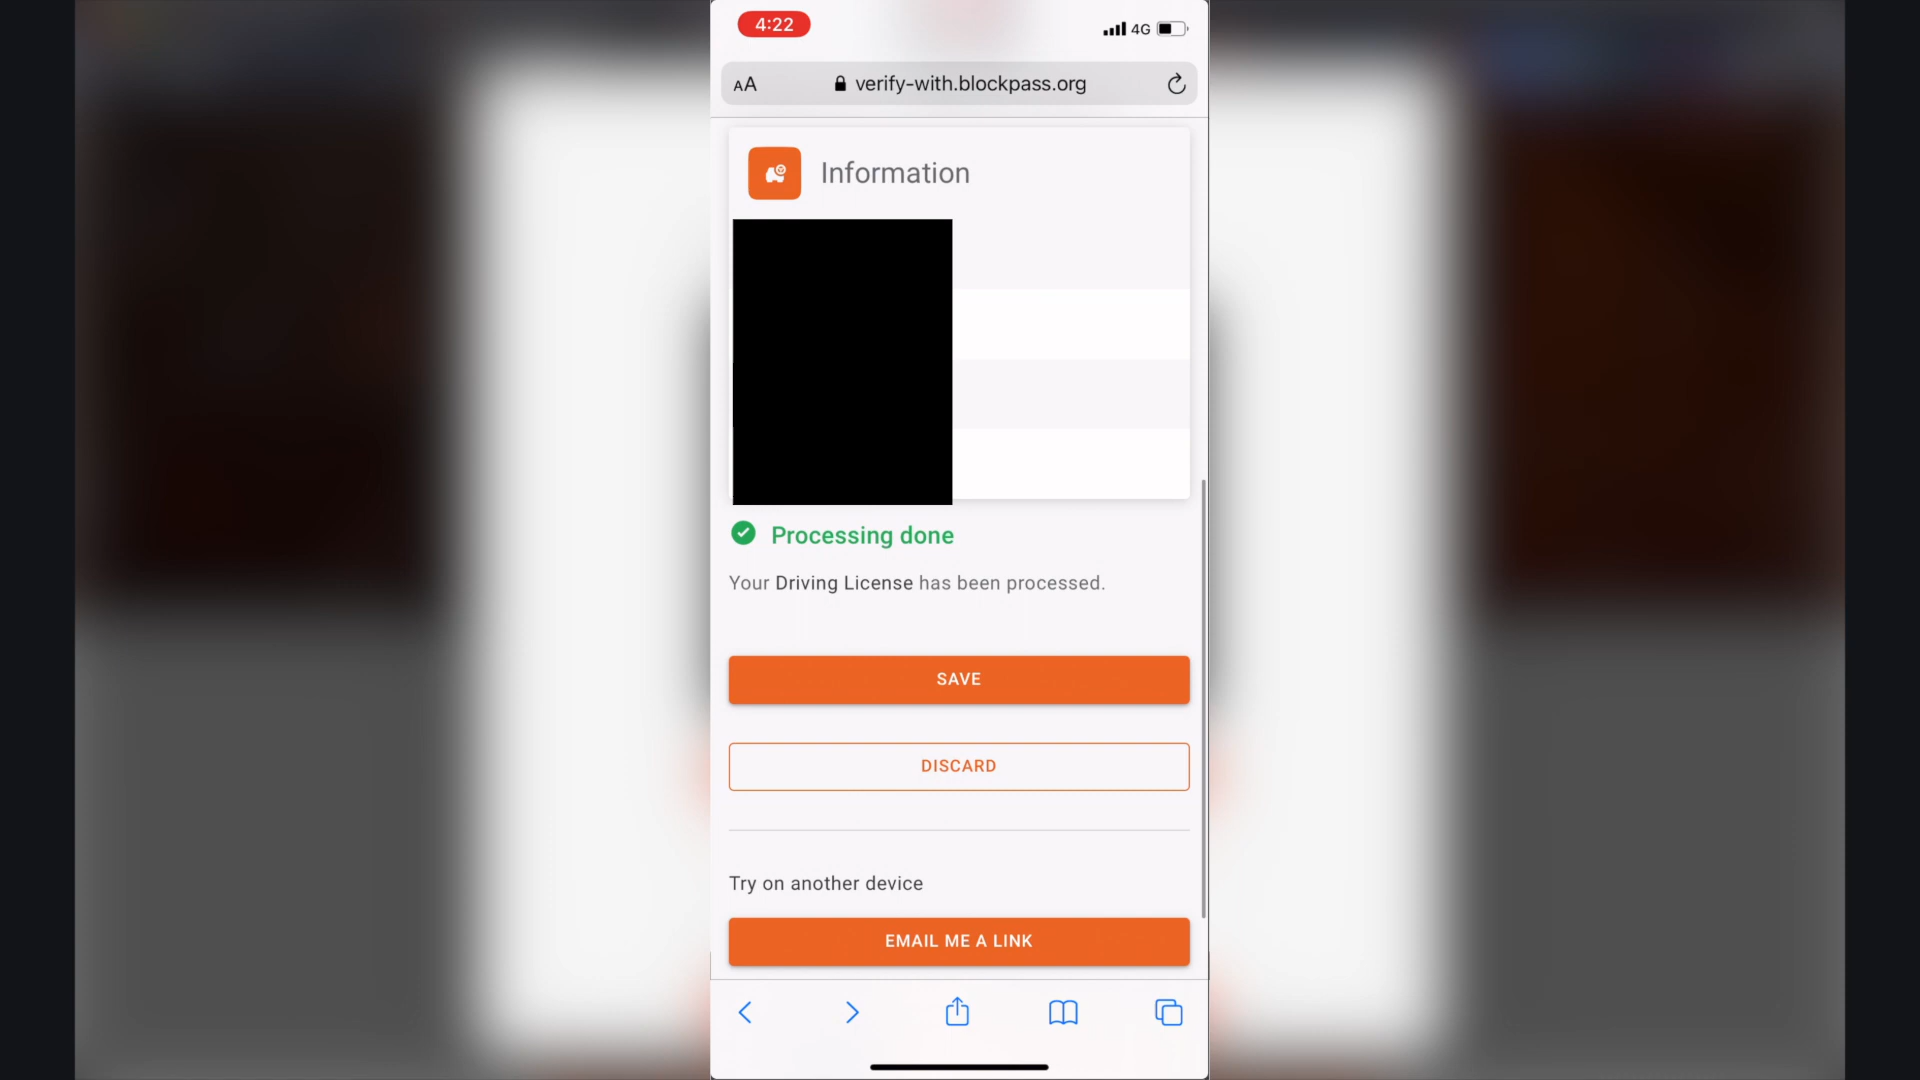 4:22
4G
AA
verify-with.blockpass.org
Information
Processing done
Your Driving License has been processed.
SAVE
DISCARD
Try on another device
EMAIL ME A LINK